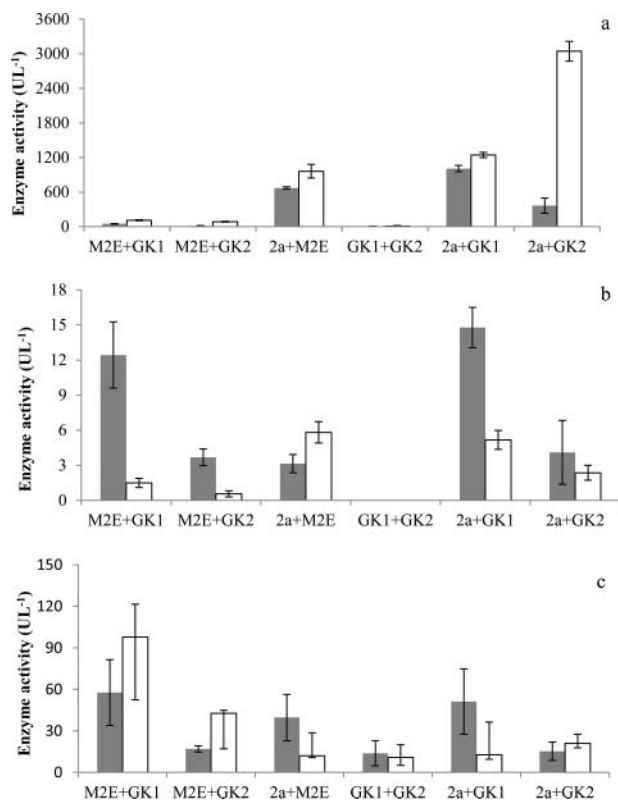 a
Enzyme activity (UL-1)
3600
3000
2400
1800
1200
600
0
M2E+GK1 M2E+GK2 2a+M2E GK1+GK2 2a+GK1 2a+GK2
b
Enzyme activity (UL-1)
18
15
12
9
6
3
0
M2E+GK1 M2E+GK2 2a+M2E GK1+GK2 2a+GK1 2a+GK2
c
Enzyme activity (UL-1)
150
120
90
60
30
0
M2E+GK1 M2E+GK2 2a+M2E GK1+GK2 2a+GK1 2a+GK2